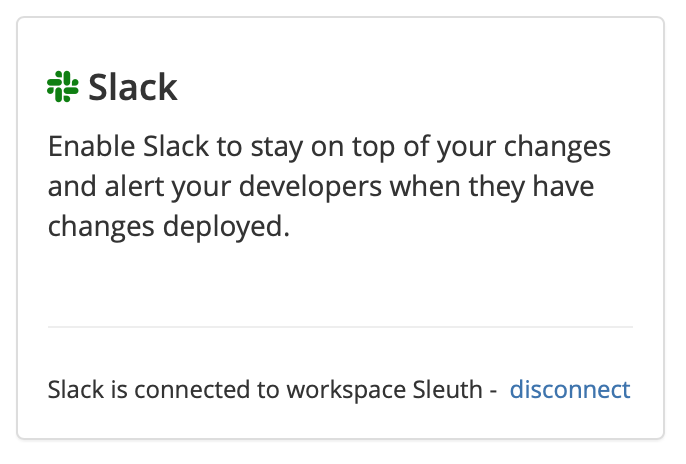 Slack
Enable Slack to stay on top of your changes
and alert your developers when they have
changes deployed.
Slack is connected to workspace Sleuth - disconnect